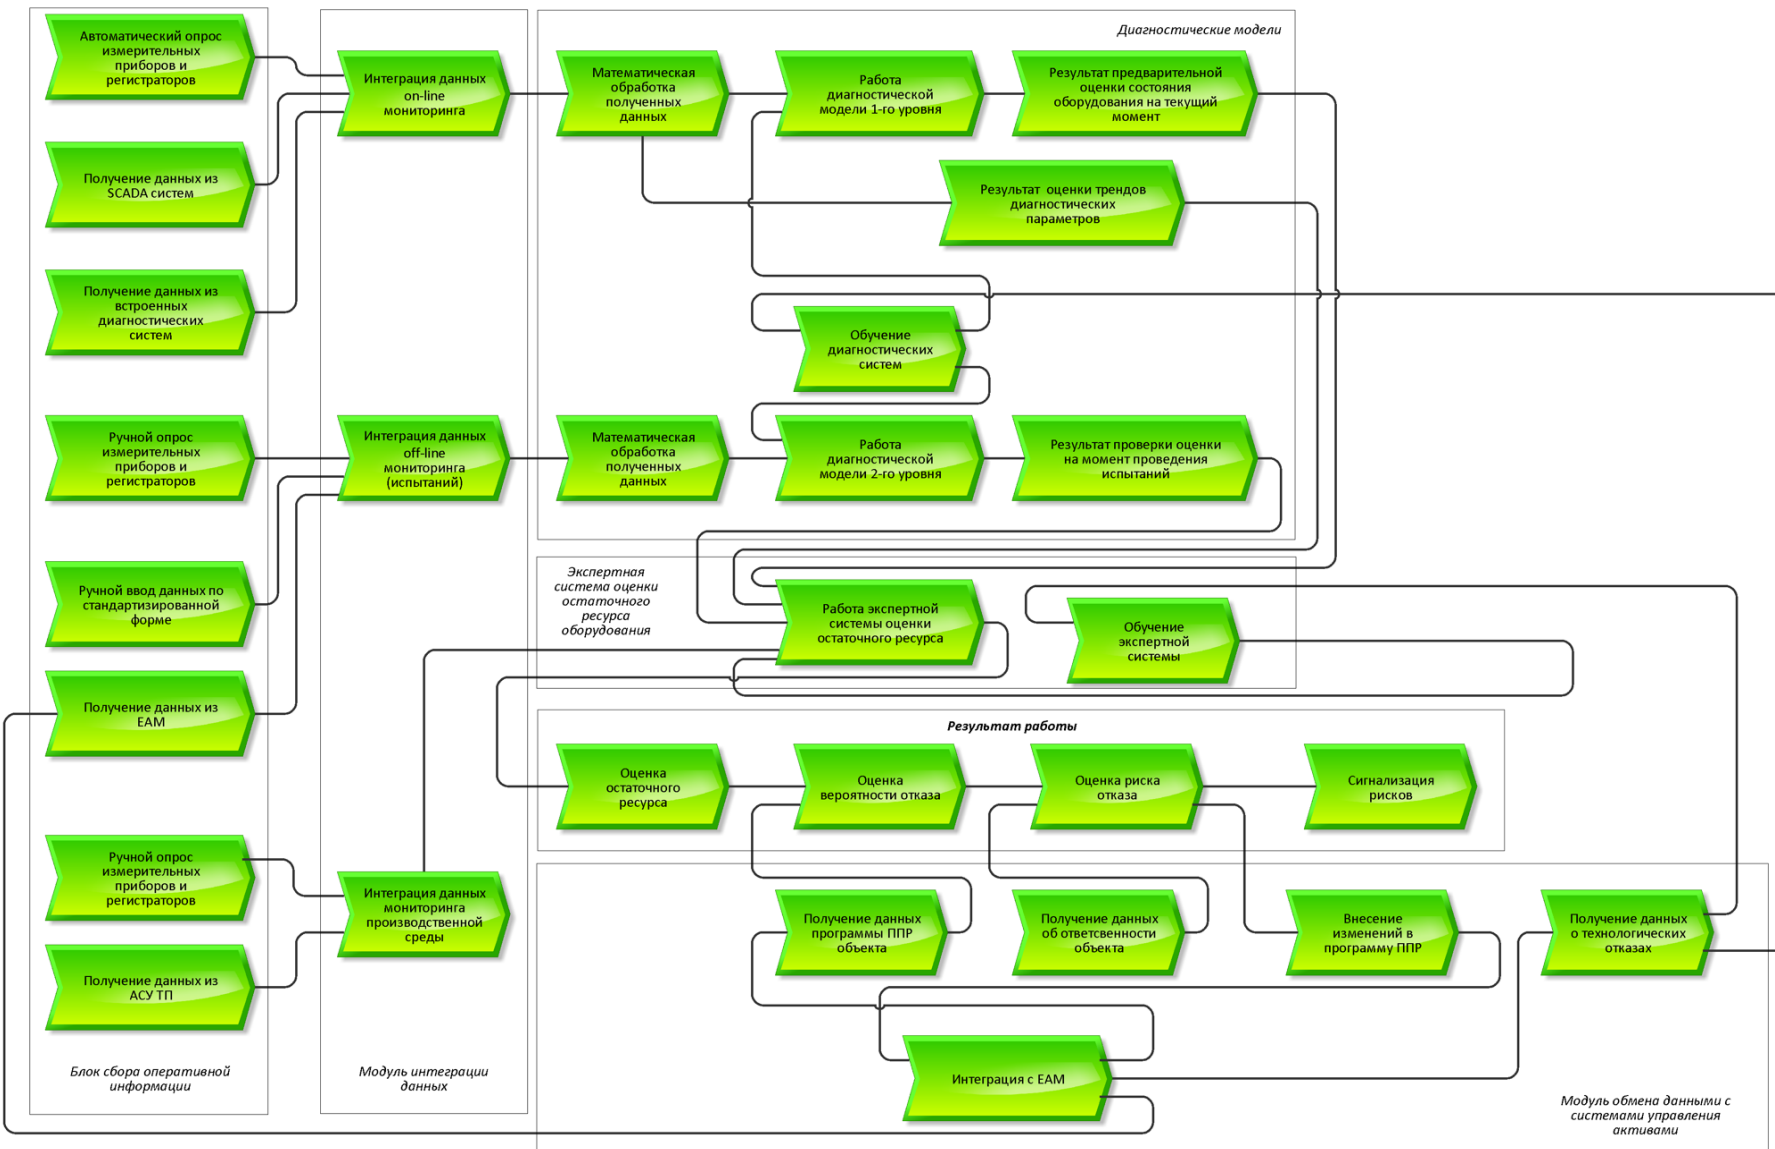 Автоматический опрос
измерительных
приборов и
регистраторов
Получение данных из
SCADA систем
Получение данных из
встроенных
диагностических
систем
Ручной опрос
измерительных
приборов и
регистраторов
Ручной ввод данных по
стандартизированной
форме
Получение данных из
EAM
Ручной опрос
измерительных
приборов и
регистраторов
Получение данных из
АСУ ТП
Блок сбора оперативной
информации
Интеграция данных
on-line
мониторинга
Интеграция данных
off-line
мониторинга
(испытаний)
Интеграция данных
мониторинга
производственной
среды
Модуль интеграции
данных
Диагностические модели
Математическая
обработка
полученных
данных
Работа
диагностической
модели 1-го уровня
Результат предварительной
оценки состояния
оборудования на текущий
момент
Результат оценки трендов
диагностических
параметров
Обучение
диагностических
систем
Математическая
обработка
полученных
данных
Работа
диагностической
модели 2-го уровня
Результат проверки оценки
на момент проведения
испытаний
Экспертная
система оценки
остаточного
ресурса
оборудования
Работа экспертной
системы оценки
остаточного ресурса
Обучение
экспертной
системы
Результат работы
Оценка
остаточного
ресурса
Оценка
вероятности отказа
Оценка риска
отказа
Сигнализация
рисков
Получение данных
программы ППР
объекта
Получение данных
об ответсвенности
объекта
Внесение
изменений в
программу ППР
Получение данных
о технологических
отказах
Интеграция с EAM
Модуль обмена данными с
системами управления
активами